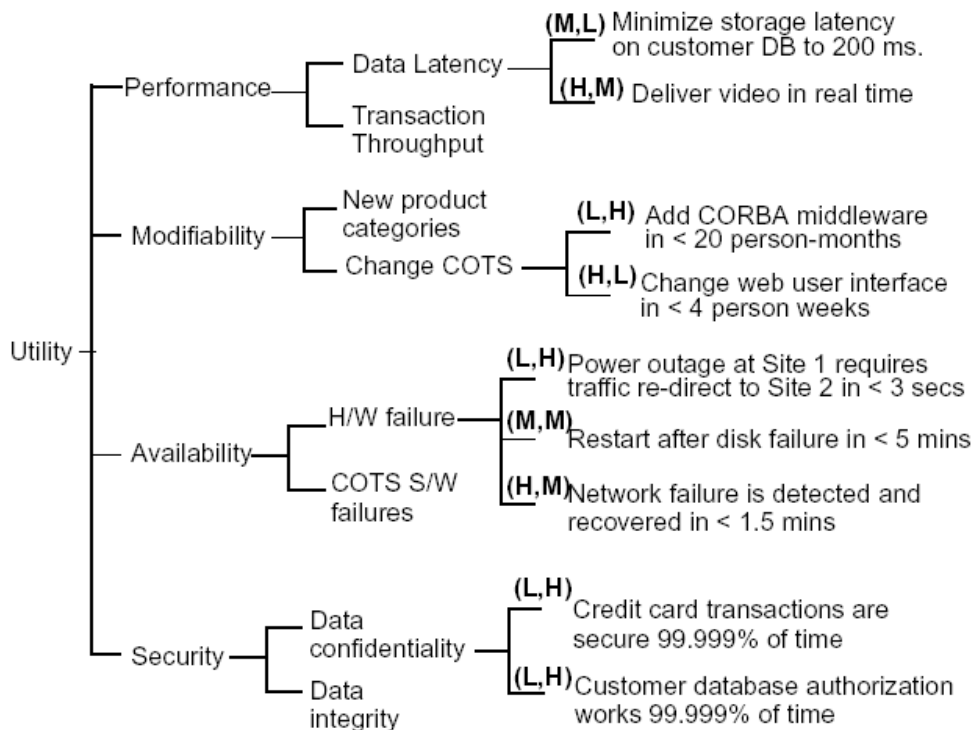 Utility
Performance
Data Latency
(M,L) Minimize storage latency
on customer DB to 200 ms.
(H,M) Deliver video in real time
Transaction
Throughput
Modifiability
New product
categories
Change COTS
(L,H) Add CORBA middleware
in < 20 person-months
(H,L) Change web user interface
in < 4 person weeks
Availability
H/W failure
(L,H) Power outage at Site 1 requires
traffic re-direct to Site 2 in < 3 secs
(M,M) Restart after disk failure in < 5 mins
(H,M) Network failure is detected and
recovered in < 1.5 mins
COTS S/W
failures
Security
Data
confidentiality
(L,H) Credit card transactions are
secure 99.999% of time
(L,H) Customer database authorization
works 99.999% of time
Data
integrity